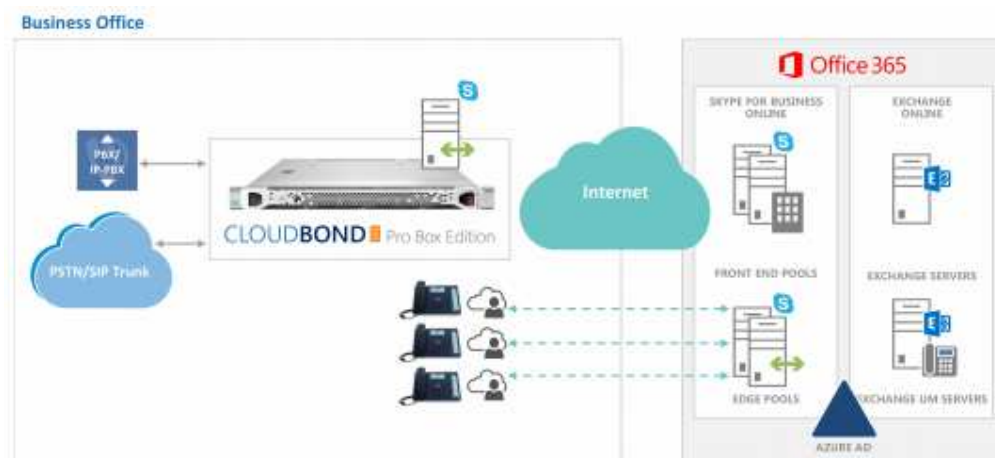 Business Office
Office 365
SKYPE FOR BUSINESS
ONLINE
EXCHANGE
ONLINE
S
S
PBX/
IP-PBX
E
Internet
CLOUDBOND Pro Box Edition
PSTN/SIP Trunk
FRONT END POOLS
EXCHANGE SERVERS
S
E
EDGE POOLS
EXCHANGE UM SERVERS
AZURE AD